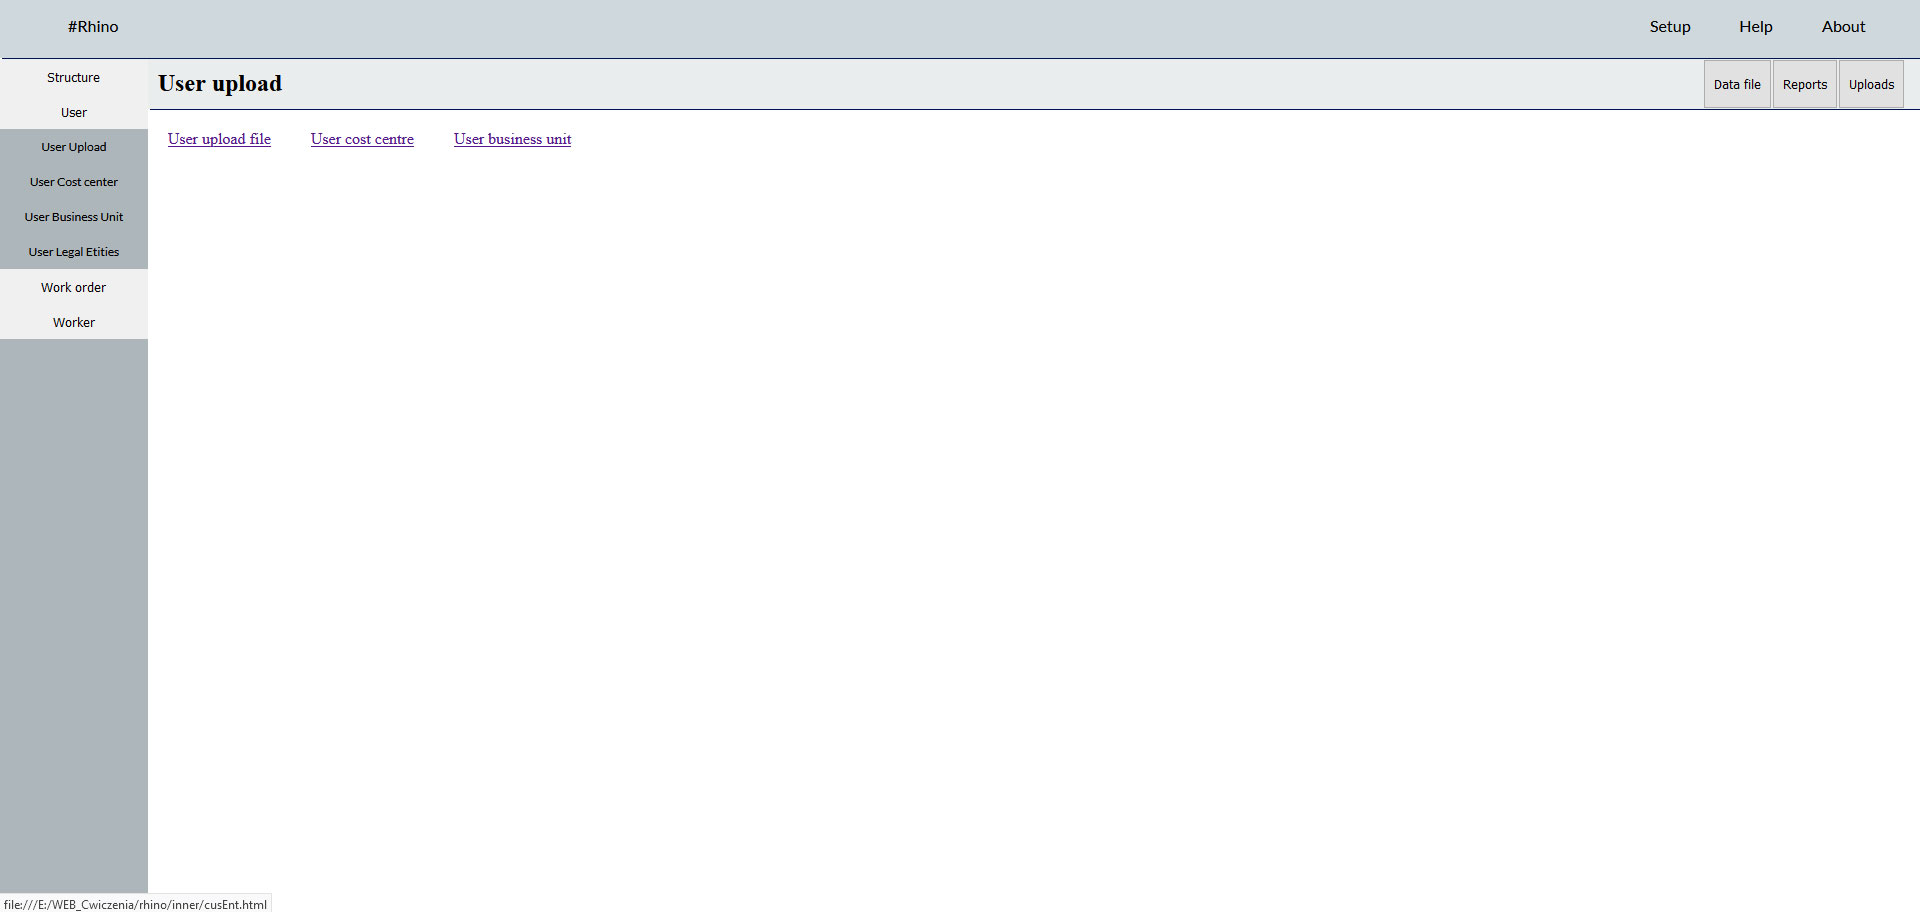 #Rhino
Setup Help About
Structure
User
User Upload
User Cost center
User Business Unit
User Legal Etities
Work order
Worker
User upload
Data file Reports Uploads
User upload file User cost centre User business unit
file:///E:/WEB_Cwiczenia/rhino/inner/cusEnt.html